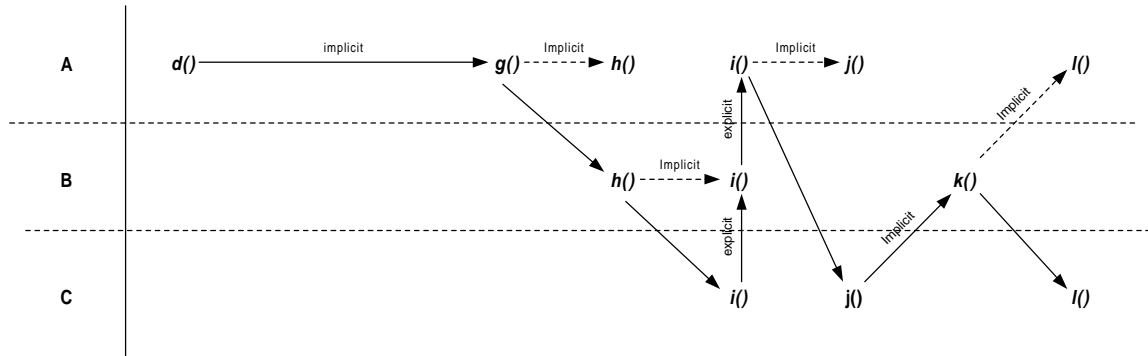 implicit
Implicit
Implicit
A
d()
g()
h()
i()
j()
l()
Implicit
explicit
Implicit
B
h()
i()
k()
Implicit
explicit
C
i()
j()
l()